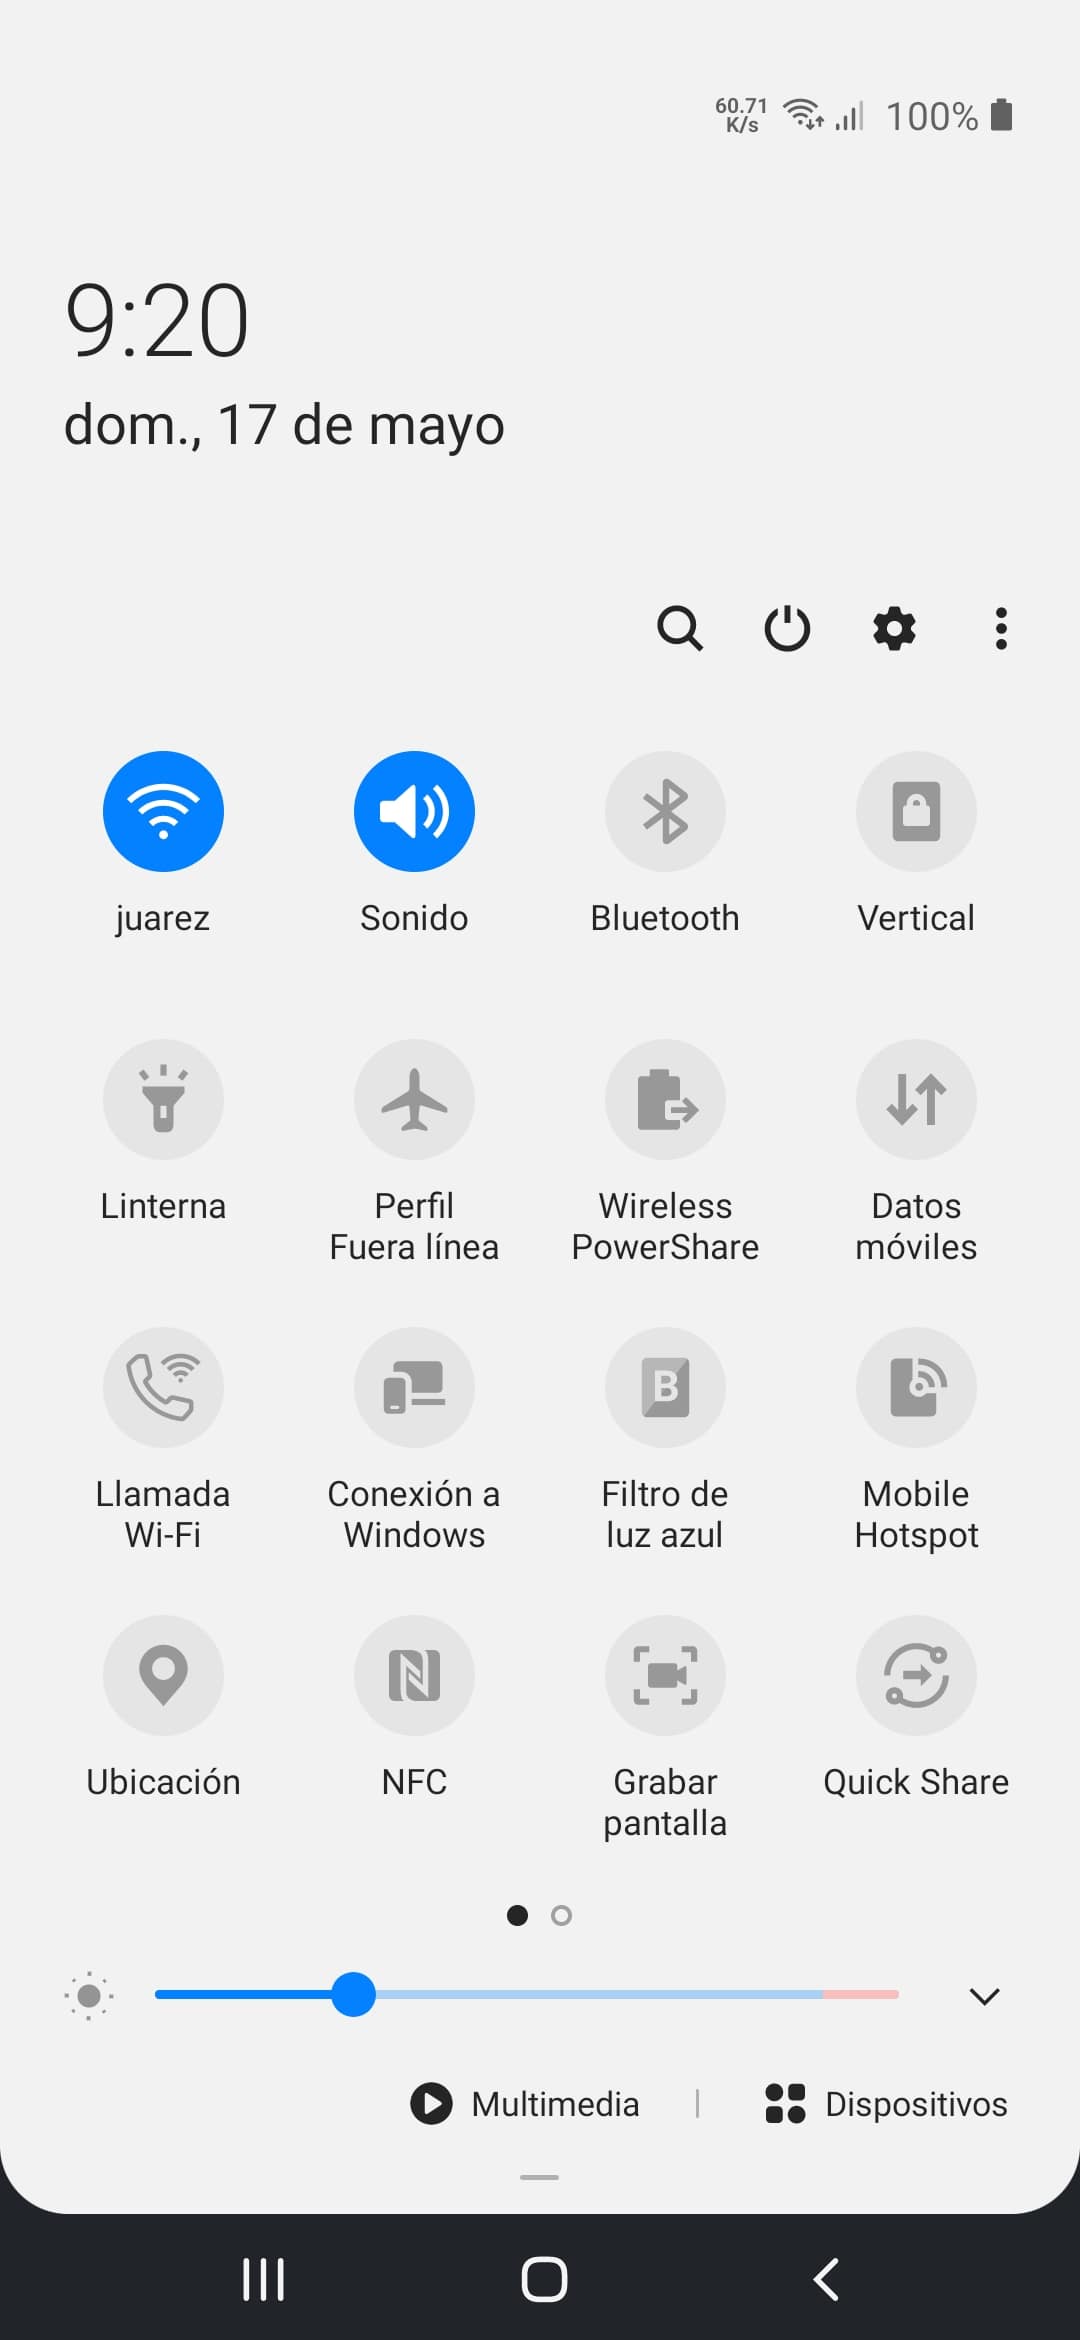 60.71
K/s
100%
9:20
dom., 17 de mayo
juarez
Sonido
Bluetooth
Vertical
Linterna
Perfil
Fuera línea
Wireless
PowerShare
Datos
móviles
Llamada
Wi-Fi
Conexión a
Windows
Filtro de
luz azul
Mobile
Hotspot
Ubicación
NFC
Grabar
pantalla
Quick Share
Multimedia
Dispositivos